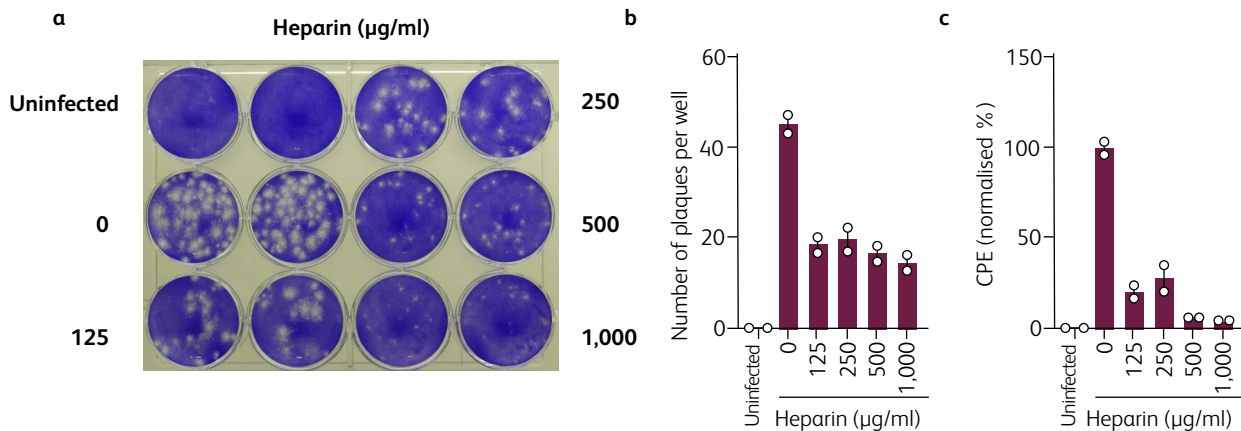 a
Heparin (µg/ml)
Uninfected
0
125
250
500
1,000
b
Number of plaques per well
60
40
20
0
Uninfected
0
125
250
500
1,000
Heparin (µg/ml)
c
CPE (normalised %)
150
100
50
0
Uninfected
0
125
250
500
1,000
Heparin (µg/ml)